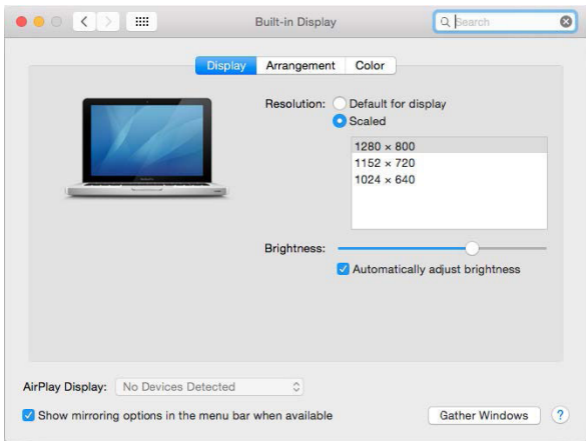 Built-in Display
Search
Display Arrangement Color
Resolution: Default for display
Scaled
1280 × 800
1152 × 720
1024 × 640
Brightness:
Automatically adjust brightness
AirPlay Display: No Devices Detected
Show mirroring options in the menu bar when available
Gather Windows ?